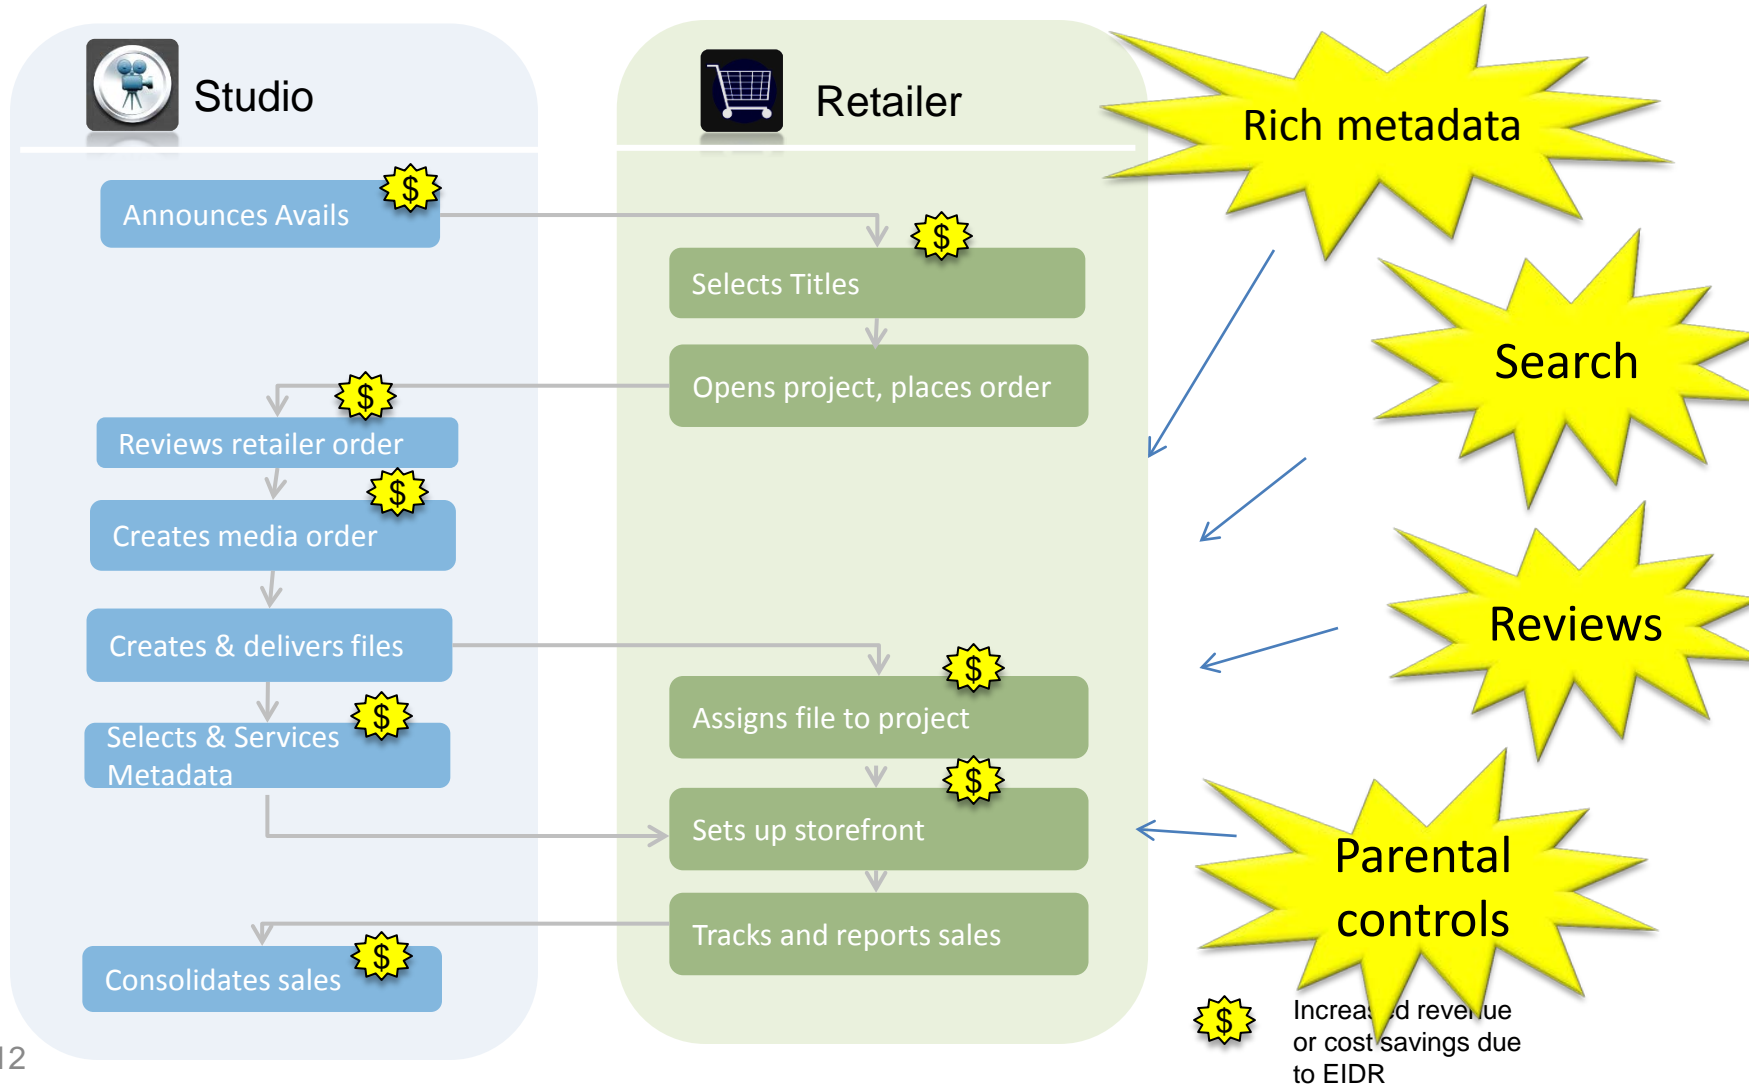 Studio
Retailer
Rich metadata
$
Announces Avails
$
Selects Titles
Search
$
Opens project, places order
Reviews retailer order
$
Creates media order
Reviews
Creates & delivers files
$
Assigns file to project
$
Selects & Services
Metadata
$
Sets up storefront
Parental
controls
Tracks and reports sales
$
Consolidates sales
$
Increased revenue
or cost savings due
to EIDR
12